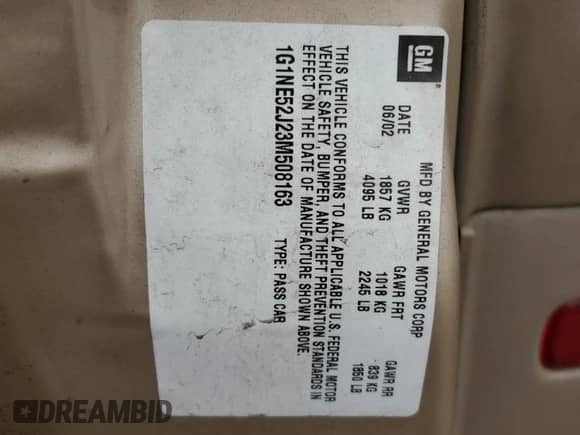 GM
MFD BY GENERAL MOTORS CORP
DATE GVWR GAWR FRT GAWR RR
06/02 1857 KG 1018 KG 839 KG
4095 LB 2245 LB 1850 LB
THIS VEHICLE CONFORMS TO ALL APPLICABLE U.S. FEDERAL MOTOR
VEHICLE SAFETY, BUMPER, AND THEFT PREVENTION STANDARDS IN
EFFECT ON THE DATE OF MANUFACTURE SHOWN ABOVE.
1G1NE52J23M508163 TYPE: PASS CAR
DREAMBID